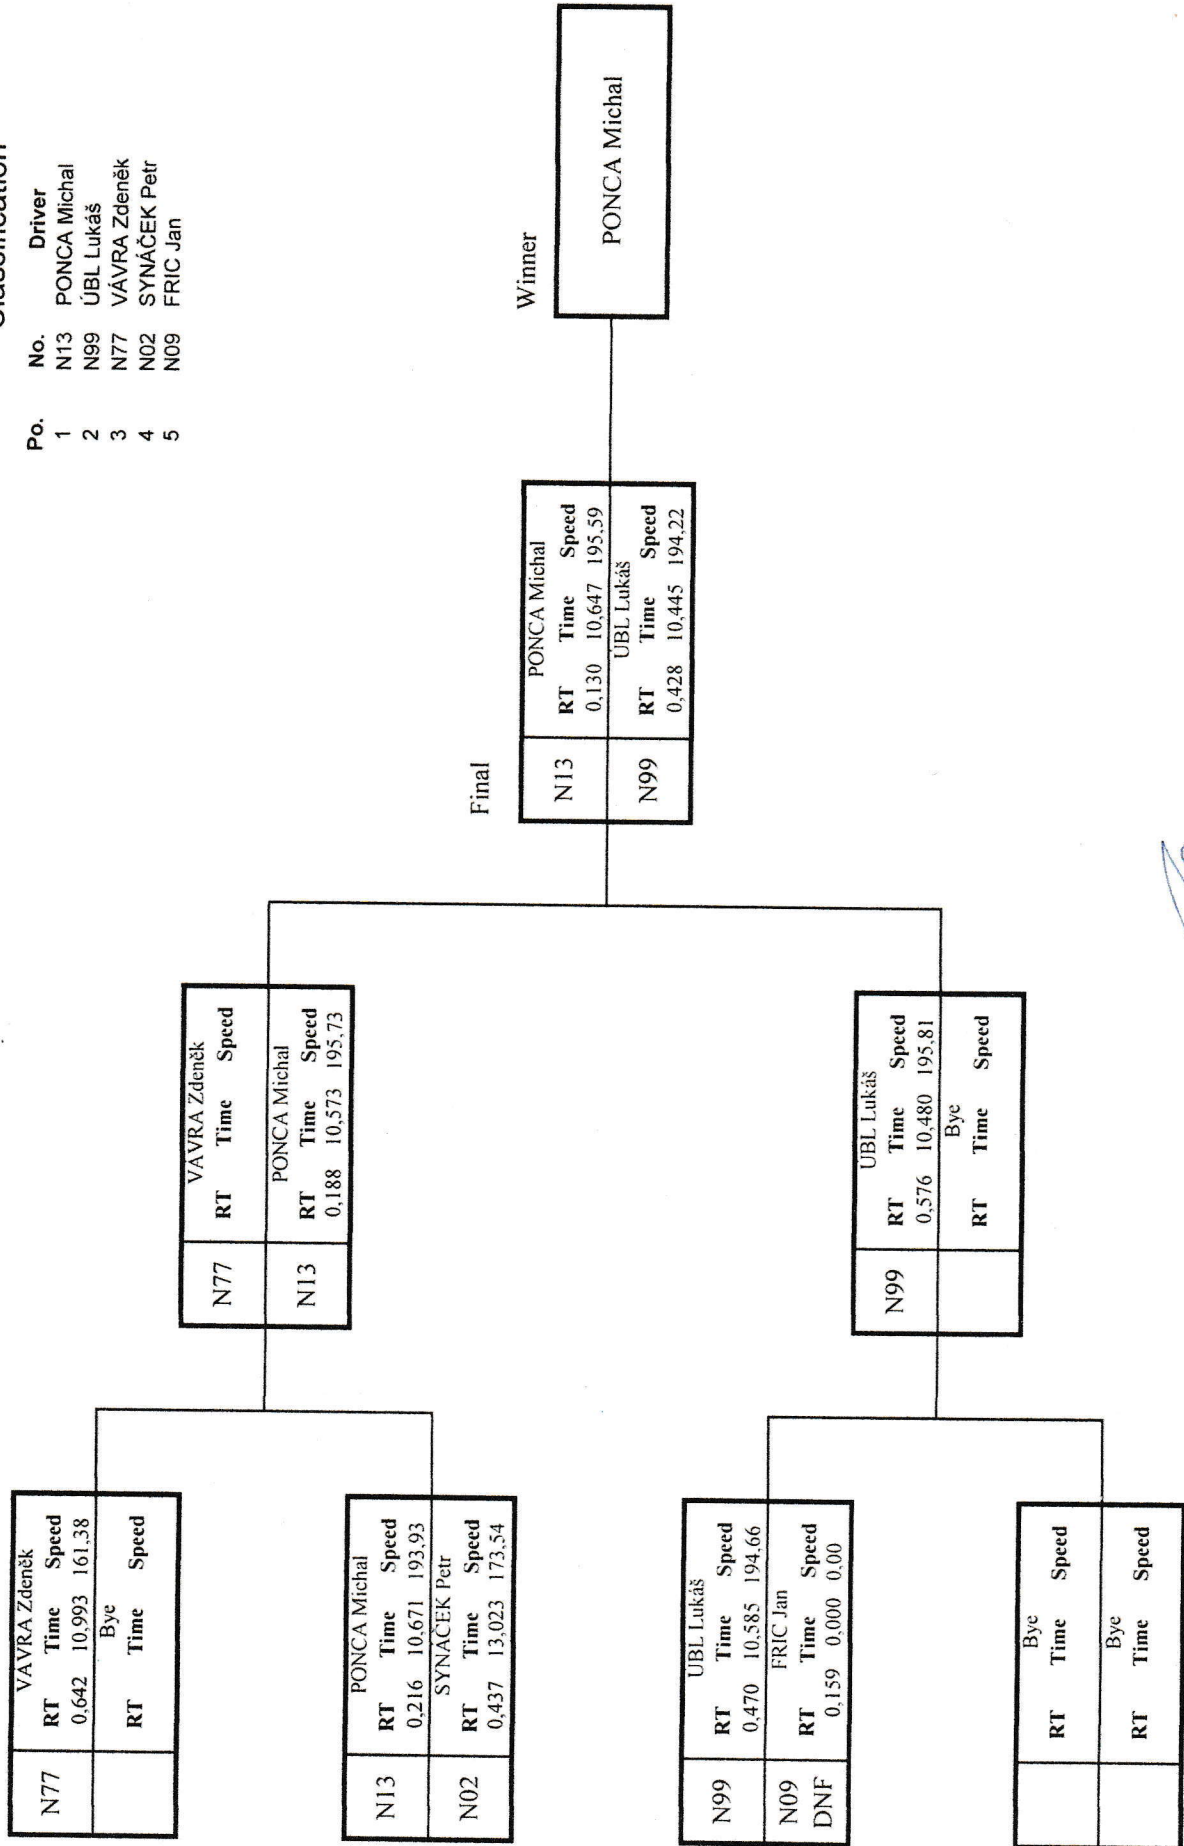 Classification
Po. No. Driver
1 N13 PONCA Michal
2 N99 ÚBL Lukáš
3 N77 VÁVRA Zdeněk
4 N02 SYNÁČEK Petr
5 N09 FRIC Jan
N77
VÁVRA Zdeněk
RT Time Speed
0,642 10,993 161,38
Bye
RT Time Speed
N13
PONCA Michal
RT Time Speed
0,216 10,671 193,93
N02
SYNÁČEK Petr
RT Time Speed
0,437 13,023 173,54
N99
ÚBL Lukáš
RT Time Speed
0,470 10,585 194,66
N09
DNF
FRIC Jan
RT Time Speed
0,159 0,000 0.00
Bye
RT Time Speed
Bye
RT Time Speed
N77
VÁVRA Zdeněk
RT Time Speed
N13
PONCA Michal
RT Time Speed
0,188 10,573 195,73
N99
ÚBL Lukáš
RT Time Speed
0,576 10,480 195,81
Bye
RT Time Speed
Final
N13
PONCA Michal
RT Time Speed
0,130 10,647 195,59
N99
ÚBL Lukáš
RT Time Speed
0,428 10,445 194,22
Winner
PONCA Michal